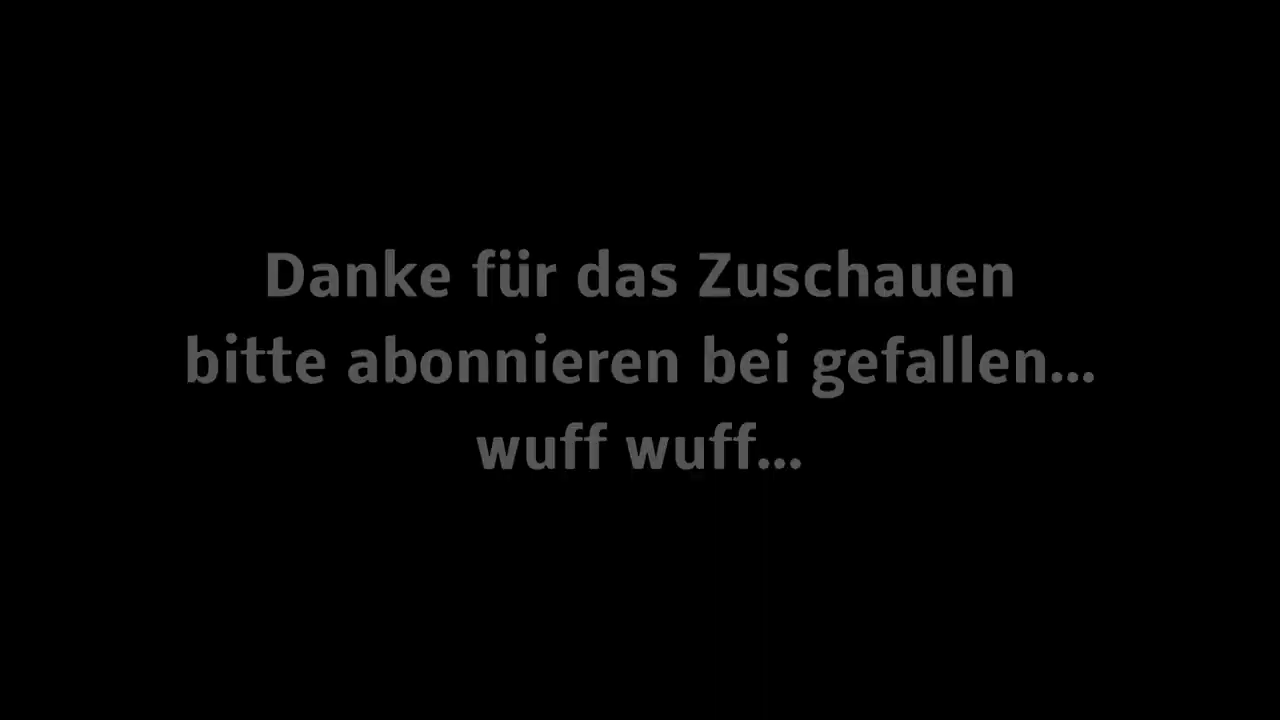 Danke für das Zuschauen
bitte abonnieren bei gefallen...
wuff wuff...